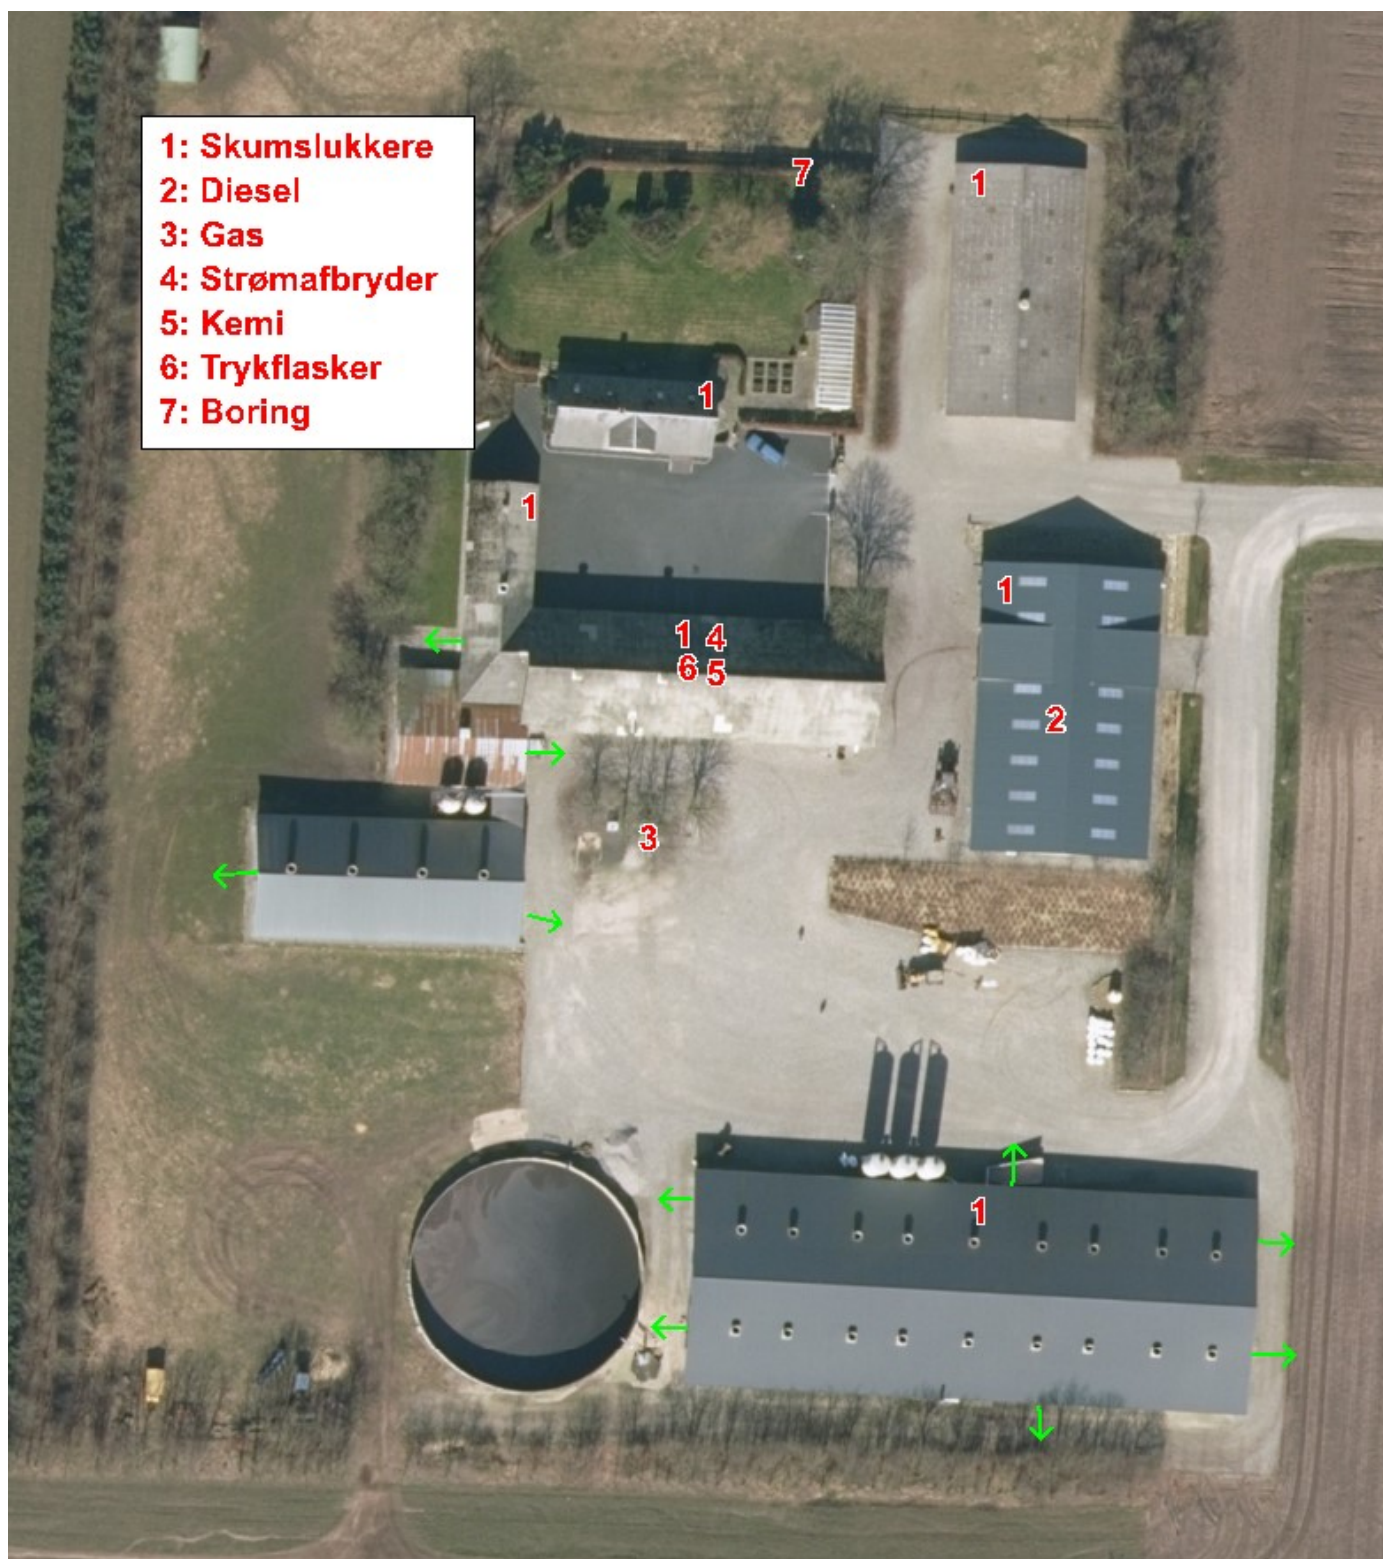 1: Skumslukkere
2: Diesel
3: Gas
4: Strømafbryder
5: Kemi
6: Trykflasker
7: Boring
7
1
1
1
1
1 4
6 5
2
3
1